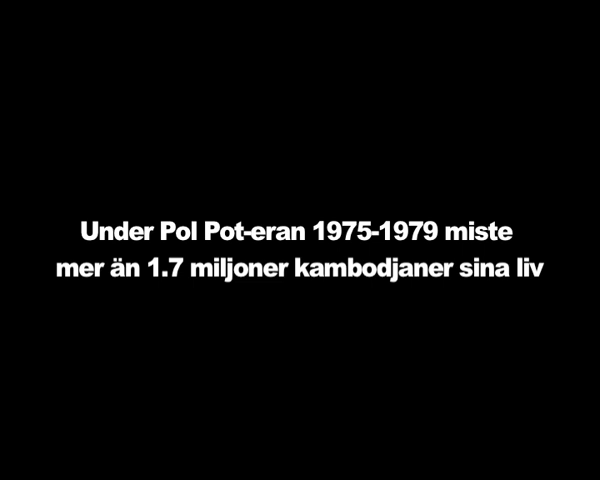 Under Pol Pot-eran 1975-1979 miste
mer än 1.7 miljoner kambodjaner sina liv